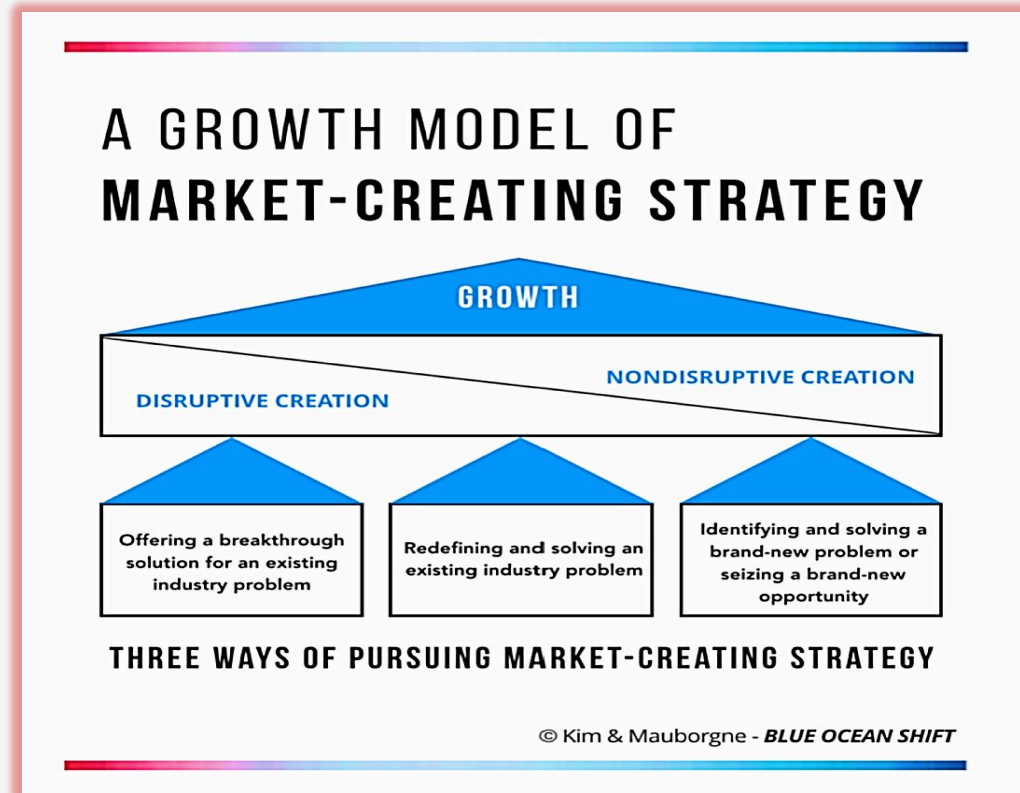 A GROWTH MODEL OF
MARKET-CREATING STRATEGY
GROWTH
DISRUPTIVE CREATION
NONDISRUPTIVE CREATION
Offering a breakthrough
solution for an existing
industry problem
Redefining and solving an
existing industry problem
Identifying and solving a
brand-new problem or
seizing a brand-new
opportunity
THREE WAYS OF PURSUING MARKET-CREATING STRATEGY
© Kim & Mauborgne - BLUE OCEAN SHIFT